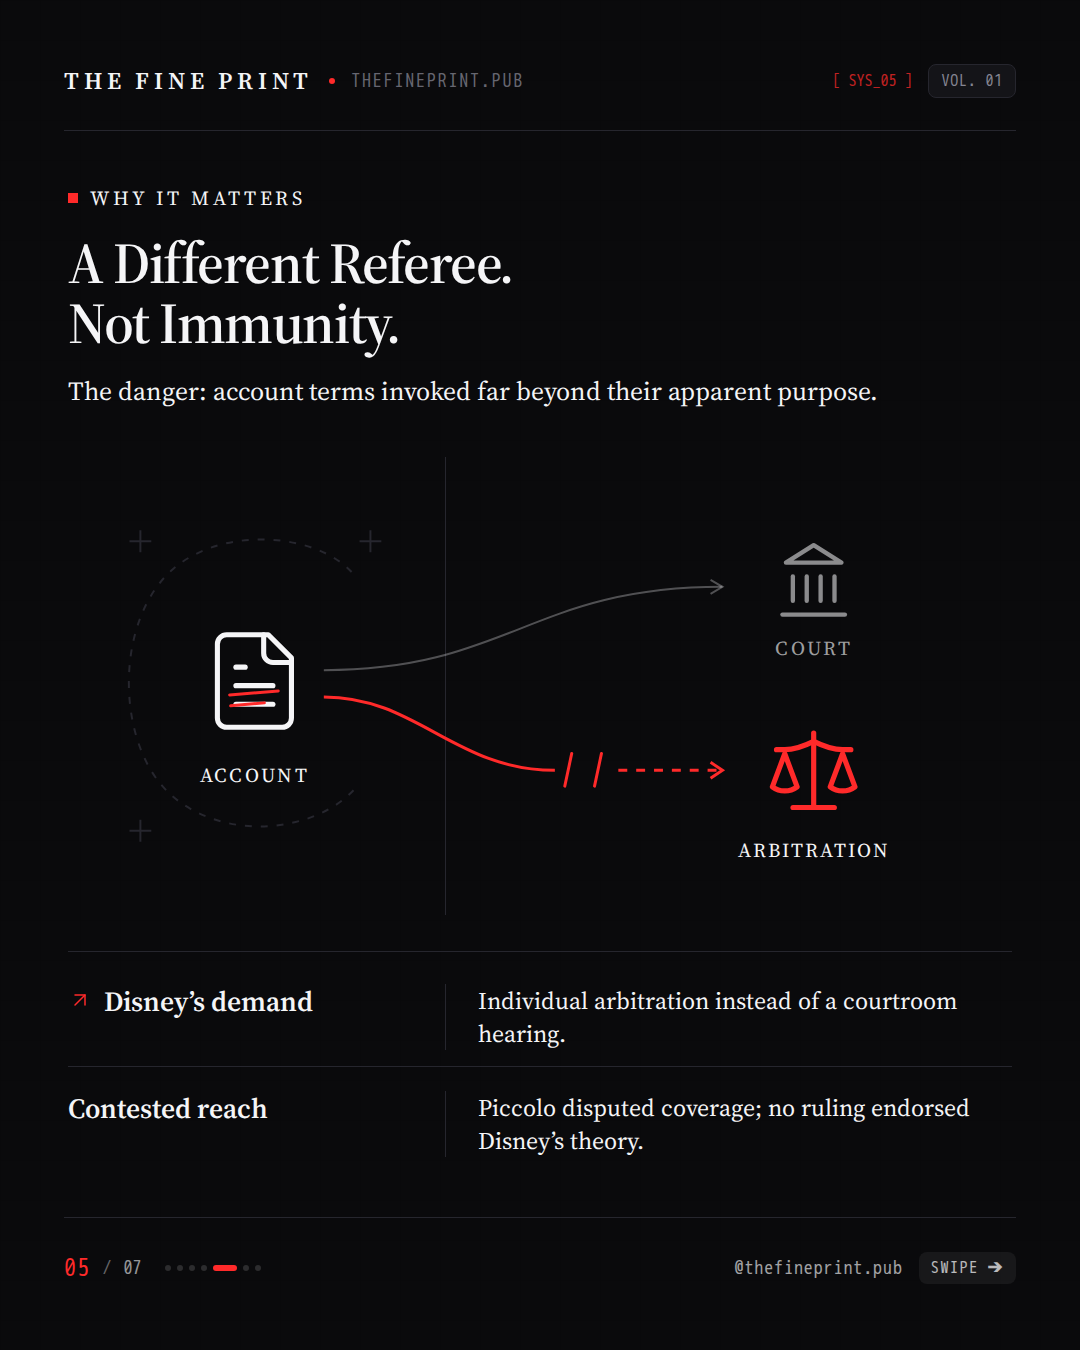 THE FINE PRINT • THEFINEPRINT.PUB
[ SYS_05 ] VOL. 01
WHY IT MATTERS
A Different Referee.
Not Immunity.
The danger: account terms invoked far beyond their apparent purpose.
COURT
ACCOUNT
ARBITRATION
Disney’s demand
Individual arbitration instead of a courtroom
hearing.
Contested reach
Piccolo disputed coverage; no ruling endorsed
Disney’s theory.
05 / 07
@thefineprint.pub
SWIPE ➔